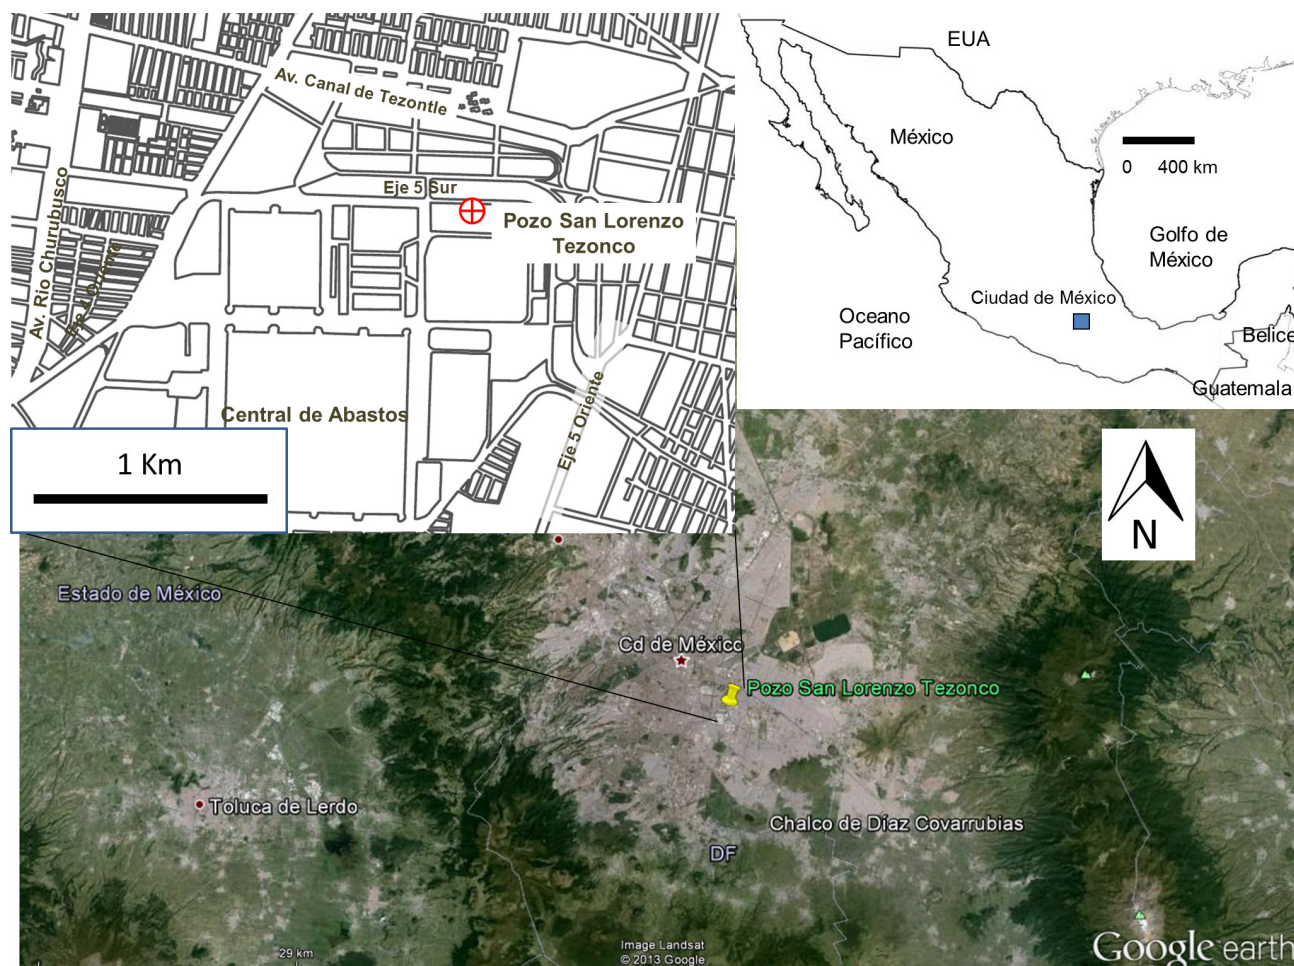 Av. Canal de Tezontle
Eje 5 Sur
Pozo San Lorenzo
Tezonco
Av. Rio Churubusco
Eje 4 Oriente
Central de Abastos
Eje 5 Oriente
1 Km
EUA
México
0 400 km
Golfo de
México
Ciudad de México
Oceano
Pacífico
Belice
Guatemala
N
Estado de México
Cd de México
Pozo San Lorenzo Tezonco
Toluca de Lerdo
Chalco de Díaz Covarrubias
DF
29 km
Image Landsat
© 2013 Google
Google earth